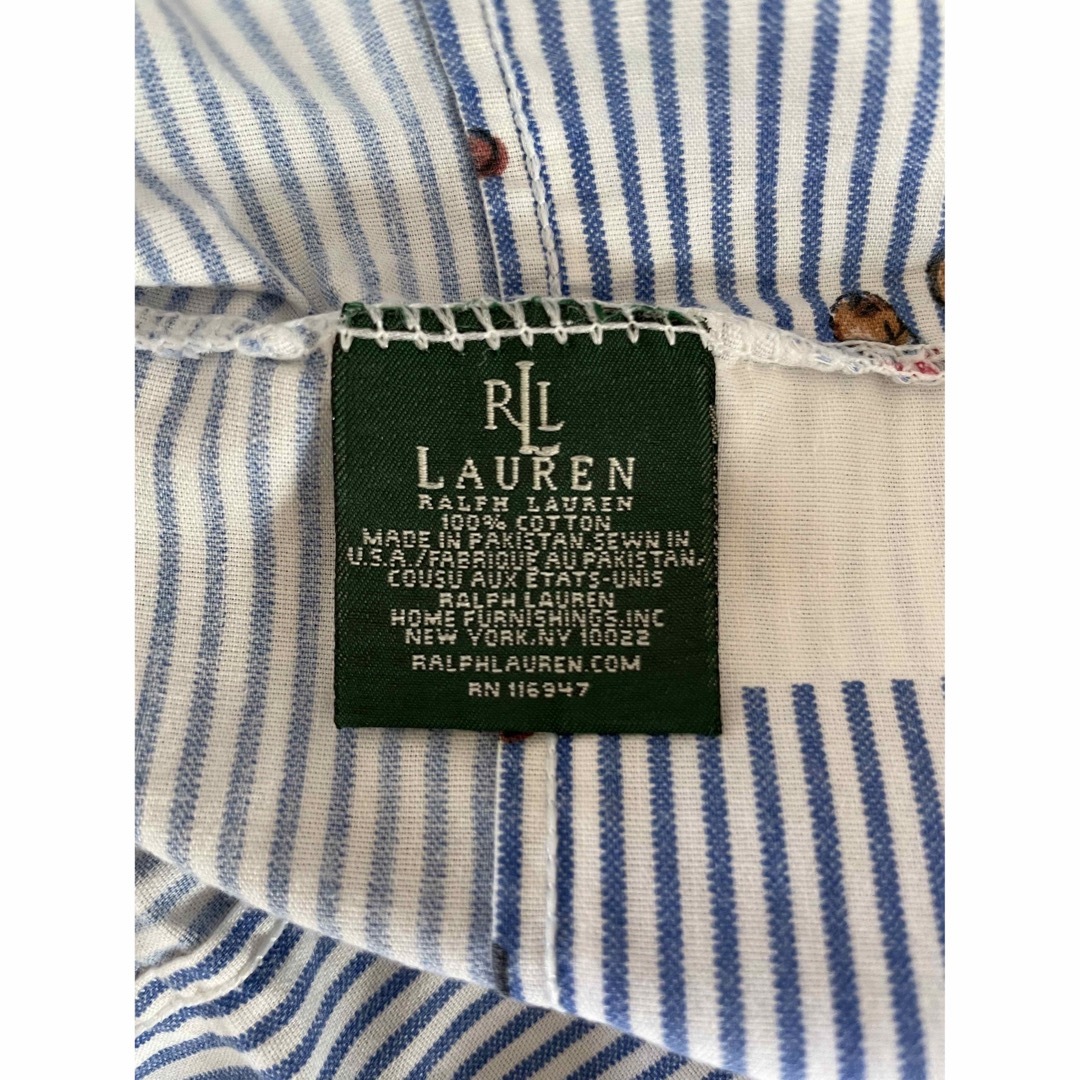 RLL
LAUREN
RALPH LAUREN
100% COTTON
MADE IN PAKISTAN, SEWN IN
U.S.A./FABRIQUE AU PAKISTAN,
COUSU AUX ÉTATS-UNIS
RALPH LAUREN
HOME FURNISHINGS, INC
NEW YORK, NY 10022
RALPHLAUREN.COM
RN 116947